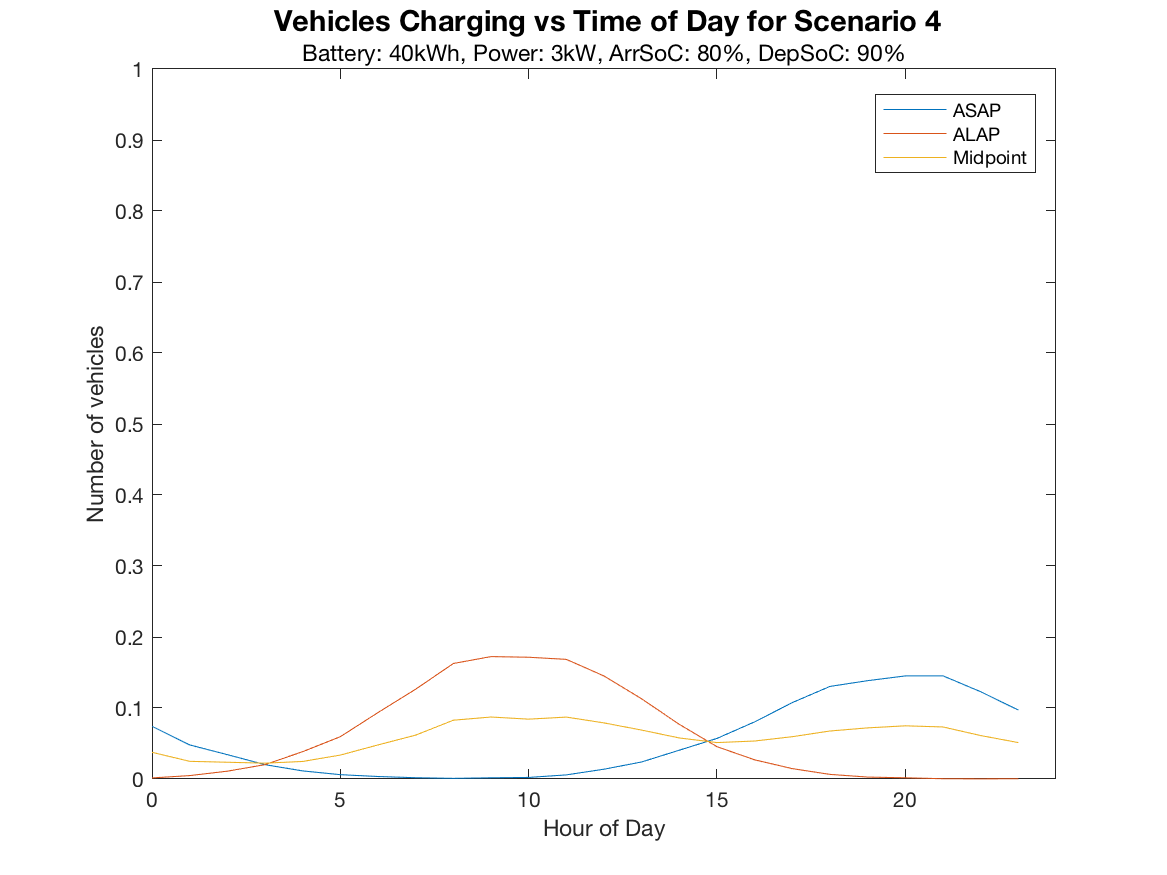 Vehicles Charging vs Time of Day for Scenario 4
Battery: 40kWh, Power: 3kW, ArrSoC: 80%, DepSoC: 90%
1
0.9
0.8
0.7
0.6
0.5
0.4
0.3
0.2
0.1
0
Number of vehicles
ASAP
ALAP
Midpoint
0 5 10 15 20
Hour of Day